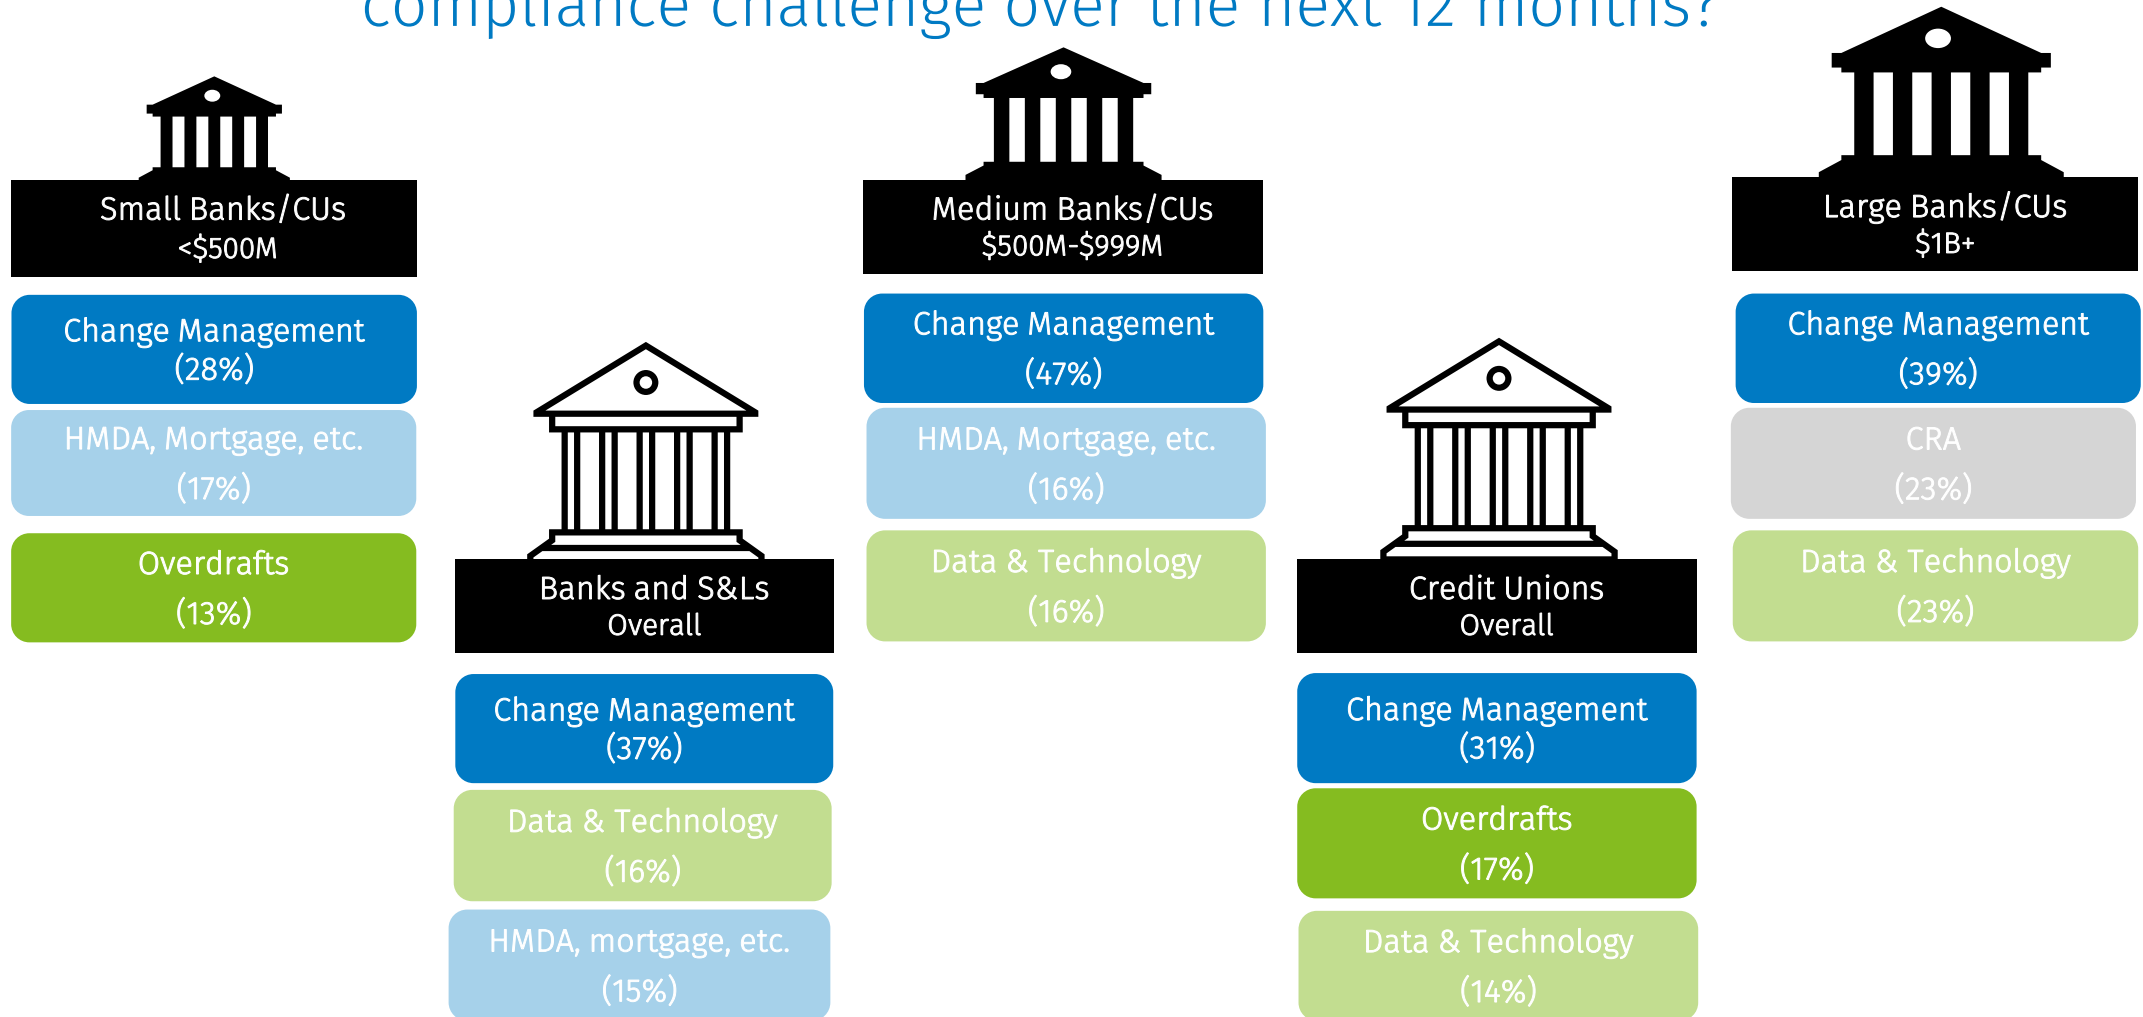 compliance challenge over the next 12 months?
Small Banks/CUs
<$500M
Change Management
(28%)
HMDA, Mortgage, etc.
(17%)
Overdrafts
(13%)
Banks and S&Ls
Overall
Change Management
(37%)
Data & Technology
(16%)
HMDA, mortgage, etc.
(15%)
Medium Banks/CUs
$500M-$999M
Change Management
(47%)
HMDA, Mortgage, etc.
(16%)
Data & Technology
(16%)
Credit Unions
Overall
Change Management
(31%)
Overdrafts
(17%)
Data & Technology
(14%)
Large Banks/CUs
$1B+
Change Management
(39%)
CRA
(23%)
Data & Technology
(23%)